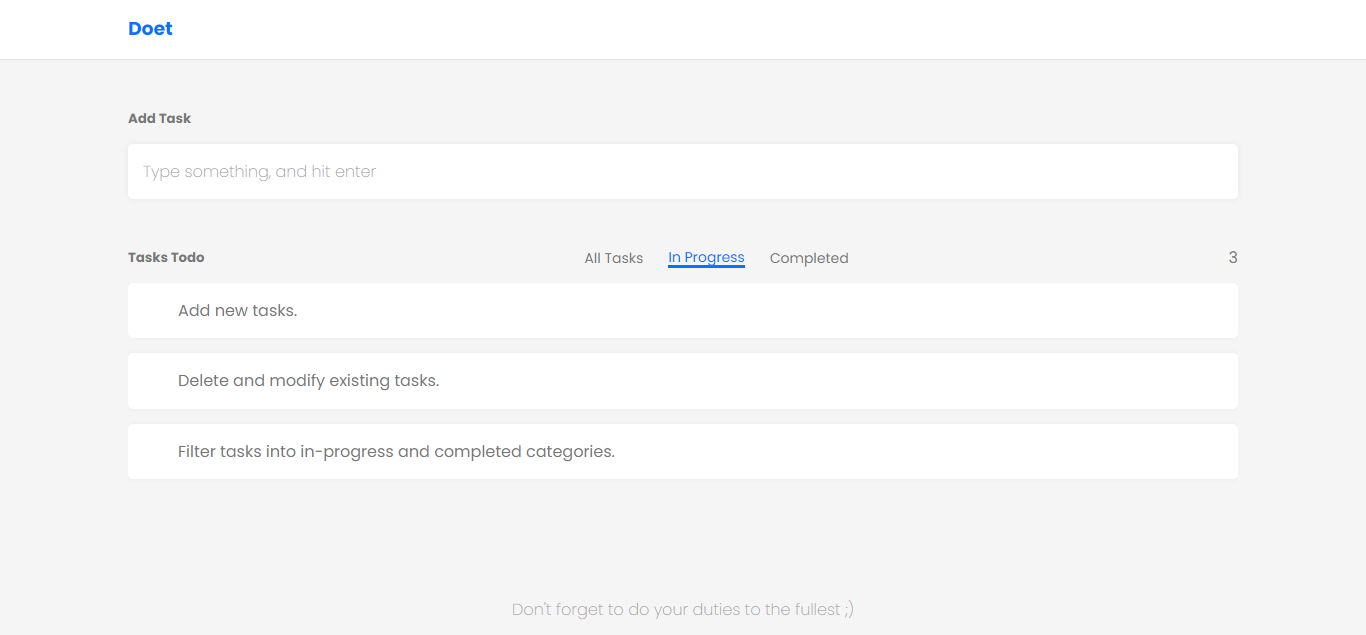 Doet
Add Task
Type something, and hit enter
Tasks Todo All Tasks In Progress Completed 3
Add new tasks.
Delete and modify existing tasks.
Filter tasks into in-progress and completed categories.
Don't forget to do your duties to the fullest ;)